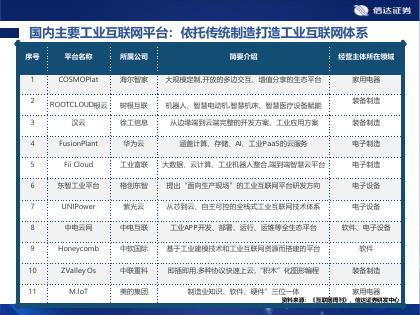 信达证券
国内主要工业互联网平台：依托传统制造打造工业互联网体系
序号 平台名称 所属公司 简要介绍 经营主体所在领域
1 COSMOPlat 海尔智家 大规模定制,开放的多边交互、增值分享的生态平台 家用电器
2 ROOTCLOUD根云 树根互联 机器人、智慧电动机,智慧机床、智慧医疗设备赋能 装备制造
3 汉云 徐工信息 从边缘端到云端完整的开发方案、工业应用方案 装备制造
4 FusionPlant 华为云 涵盖计算、存储、AI、工业PaaS的云服务 电子制造
5 Fii Cloud 工业富联 大数据、云计算、工业机器人整合,端到端智慧云平台 电子制造
6 东智工业平台 格创东智 提出“面向生产现场”的工业互联网平台研发方向 电子设备
7 UNIPower 紫光云 从芯到云、自主可控的全栈式工业互联网技术体系 电子设备
8 中电云网 中电互联 工业APP开发、部署、运行、运维等全生态平台 软件、电子设备
9 Honeycomb 中软国际 基于工业建模技术和工业互联网资源而搭建的平台 软件
10 ZValley Os 中联重科 即插即用,多种协议快速上云，“积木”化图形编程 装备制造
11 M.IoT 美的集团 制造业知识、软件、硬件”三位一体 家用电器
资料来源：《互联网周刊》，信达证券研发中心